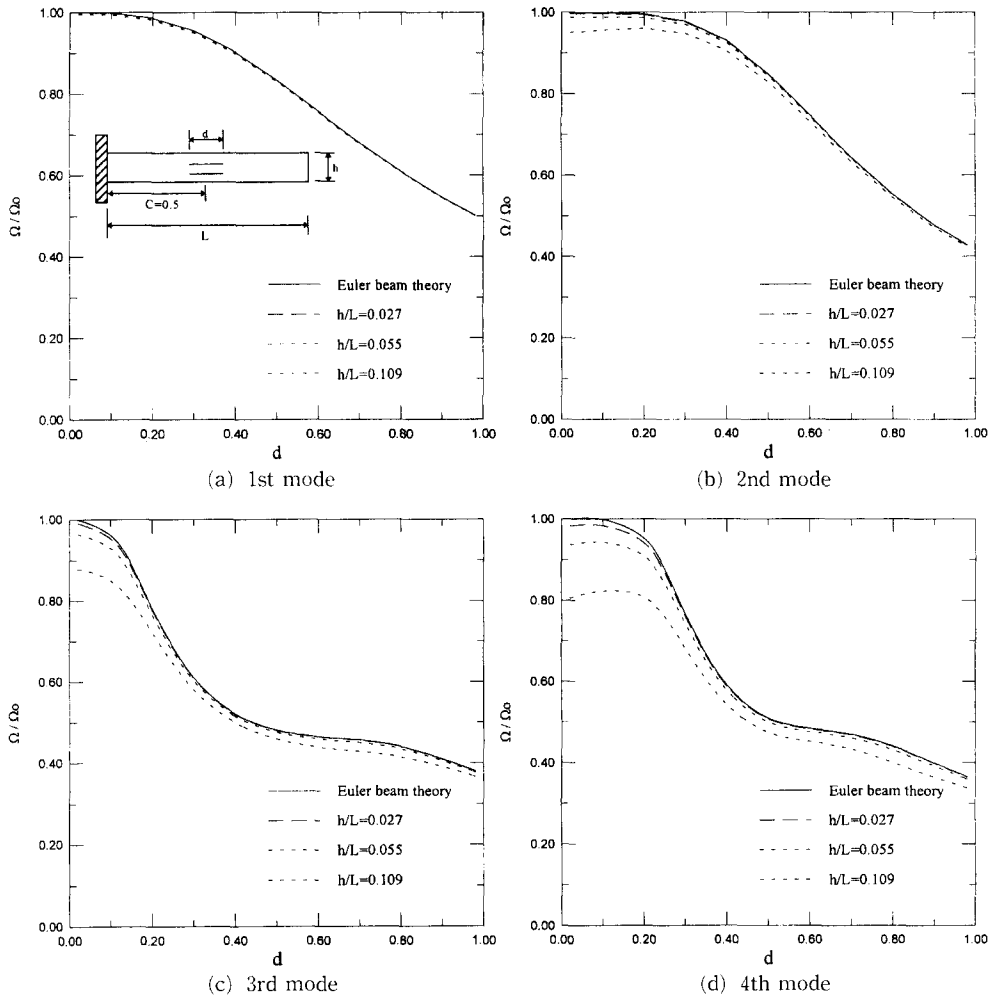 1.00
0.80
0.60
0.40
0.20
0.00
Ω / Ωo
d
h
C=0.5
L
Euler beam theory
h/L=0.027
h/L=0.055
h/L=0.109
0.00 0.20 0.40 0.60 0.80 1.00
d
(a) 1st mode
1.00
0.80
0.60
0.40
0.20
0.00
Ω / Ωo
Euler beam theory
h/L=0.027
h/L=0.055
h/L=0.109
0.00 0.20 0.40 0.60 0.80 1.00
d
(b) 2nd mode
1.00
0.80
0.60
0.40
0.20
0.00
Ω / Ωo
Euler beam theory
h/L=0.027
h/L=0.055
h/L=0.109
0.00 0.20 0.40 0.60 0.80 1.00
d
(c) 3rd mode
1.00
0.80
0.60
0.40
0.20
0.00
Ω / Ωo
Euler beam theory
h/L=0.027
h/L=0.055
h/L=0.109
0.00 0.20 0.40 0.60 0.80 1.00
d
(d) 4th mode